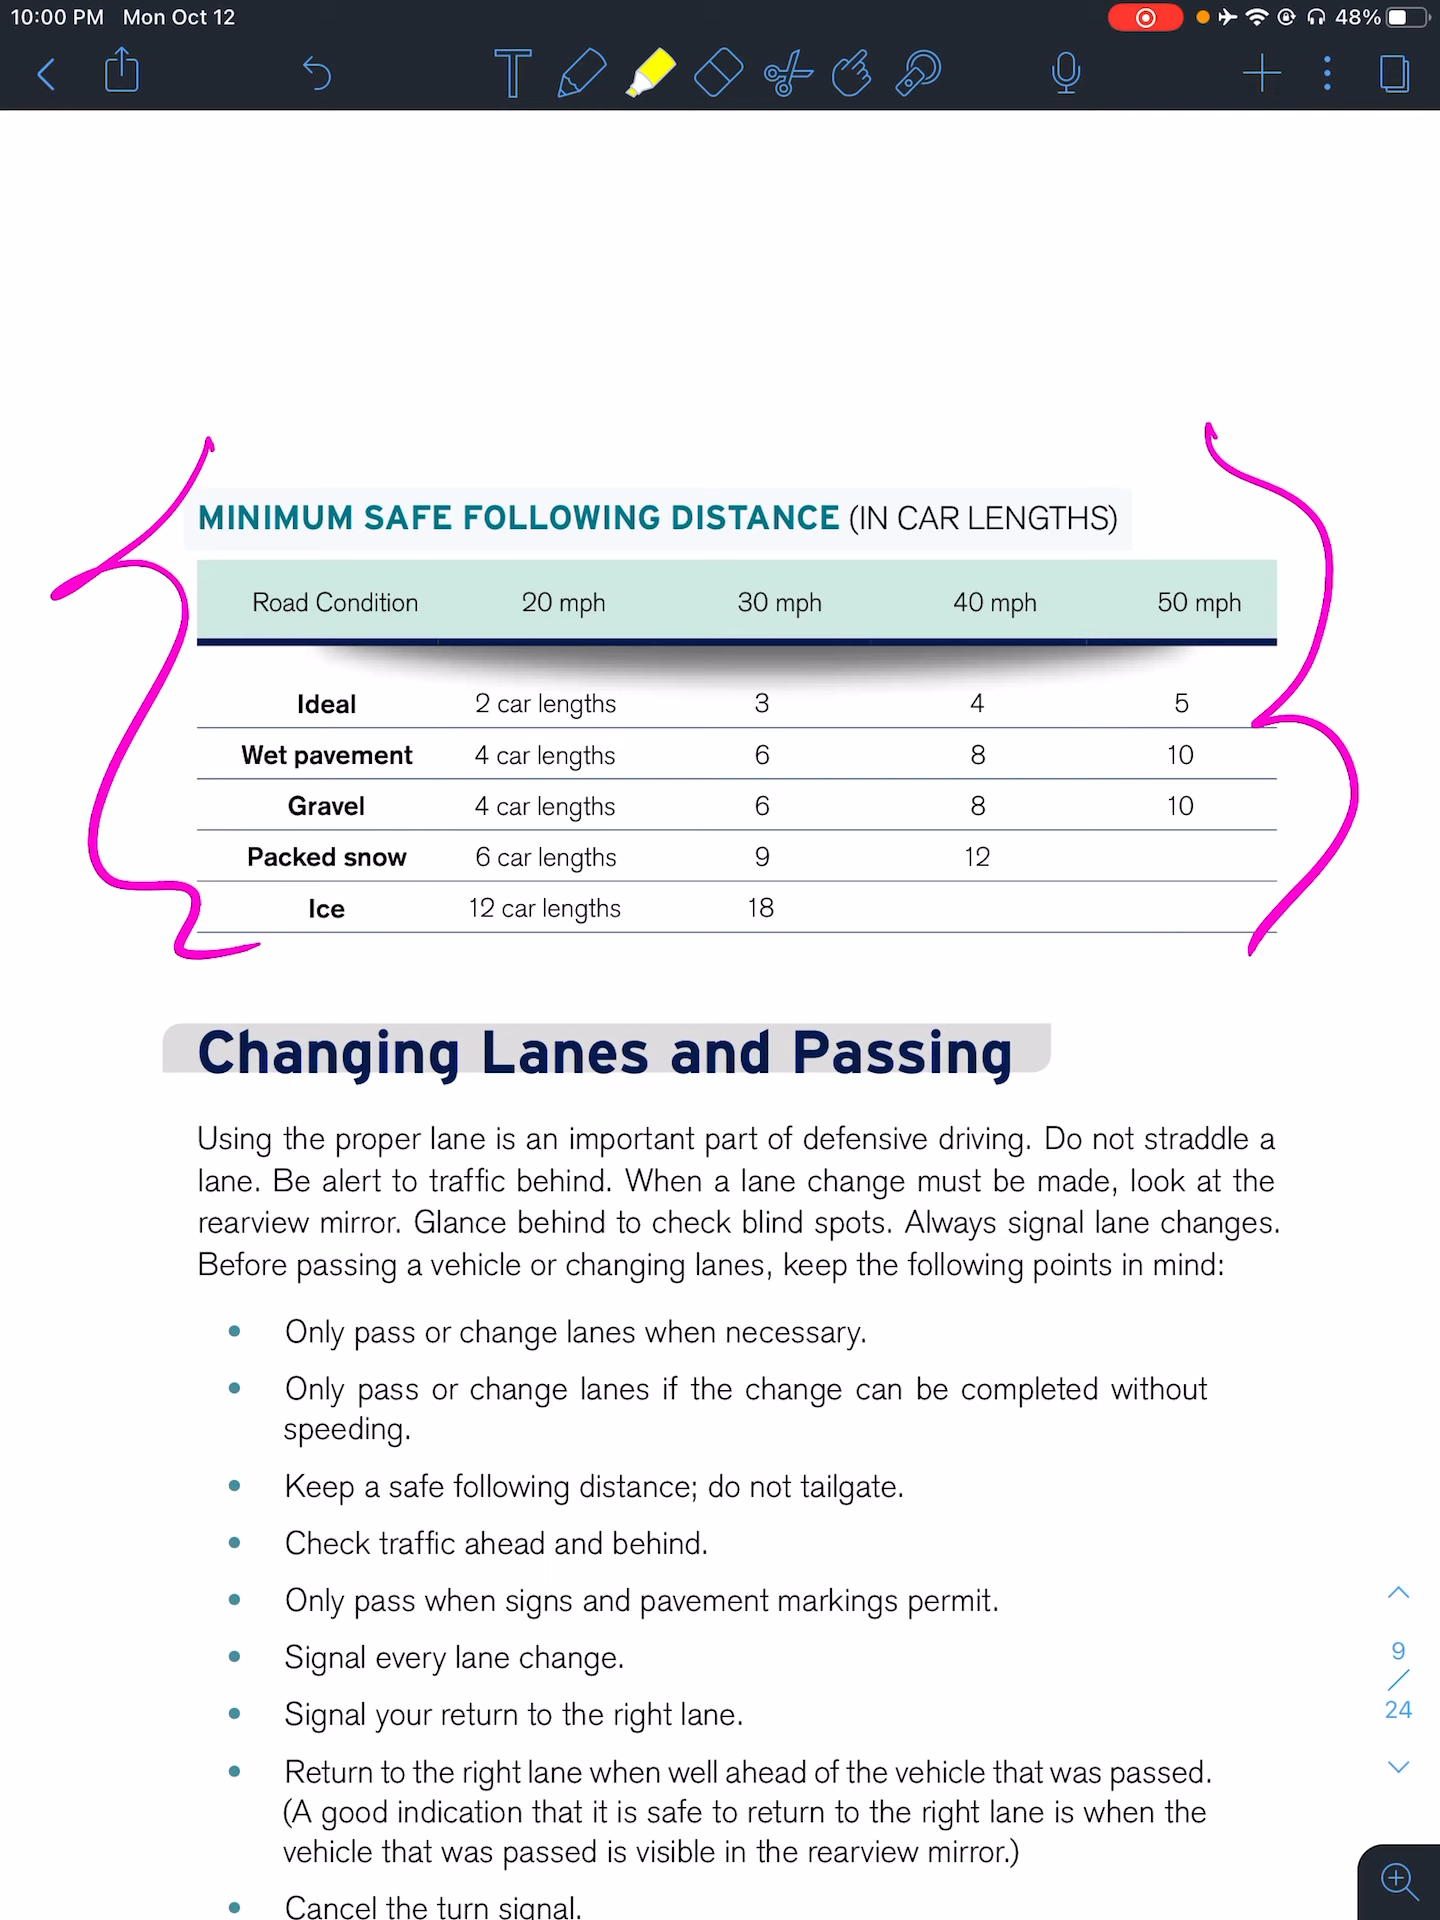 10:00 PM Mon Oct 12 48%
MINIMUM SAFE FOLLOWING DISTANCE (IN CAR LENGTHS)
Road Condition 20 mph 30 mph 40 mph 50 mph
Ideal 2 car lengths 3 4 5
Wet pavement 4 car lengths 6 8 10
Gravel 4 car lengths 6 8 10
Packed snow 6 car lengths 9 12
Ice 12 car lengths 18
Changing Lanes and Passing
Using the proper lane is an important part of defensive driving. Do not straddle a
lane. Be alert to traffic behind. When a lane change must be made, look at the
rearview mirror. Glance behind to check blind spots. Always signal lane changes.
Before passing a vehicle or changing lanes, keep the following points in mind:
• Only pass or change lanes when necessary.
• Only pass or change lanes if the change can be completed without
speeding.
• Keep a safe following distance; do not tailgate.
• Check traffic ahead and behind.
• Only pass when signs and pavement markings permit.
• Signal every lane change.
• Signal your return to the right lane.
• Return to the right lane when well ahead of the vehicle that was passed.
(A good indication that it is safe to return to the right lane is when the
vehicle that was passed is visible in the rearview mirror.)
• Cancel the turn signal.
9
/
24